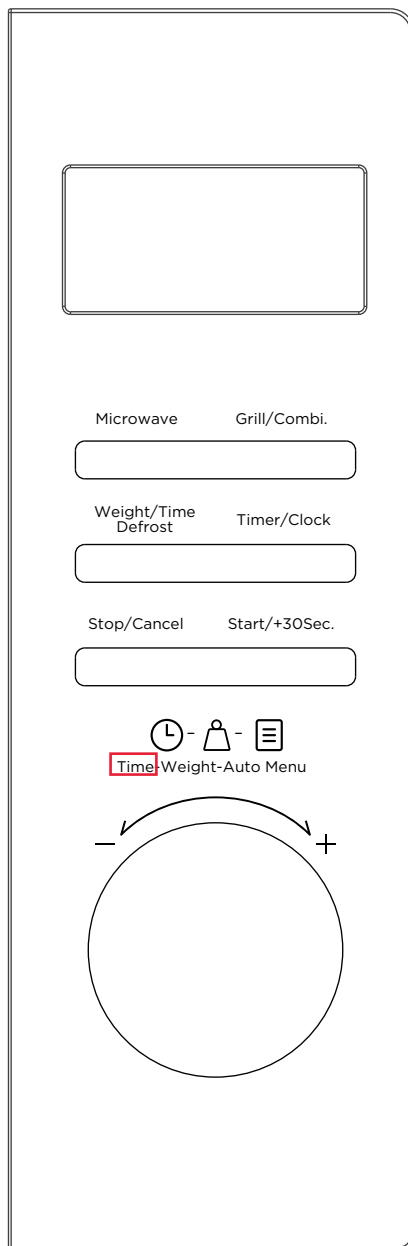 Microwave Grill/Combi.
Weight/Time
Defrost Timer/Clock
Stop/Cancel Start/+30Sec.
Time-Weight-Auto Menu